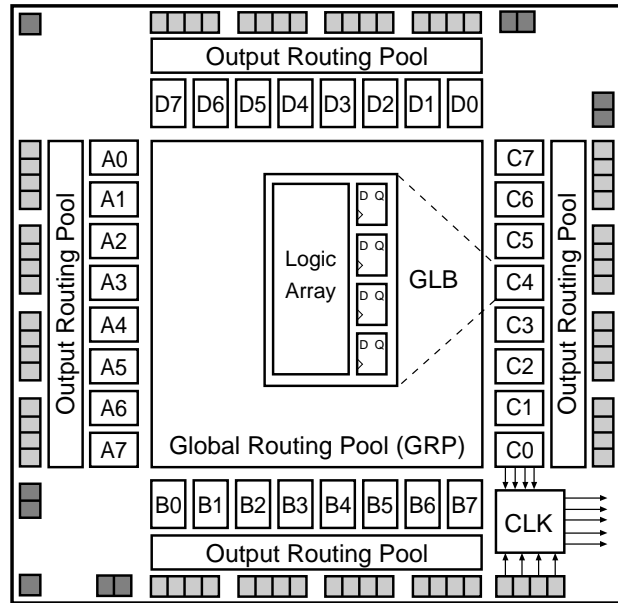 Output Routing Pool
D7 D6 D5 D4 D3 D2 D1 D0
Output Routing Pool
A0
A1
A2
A3
A4
A5
A6
A7
Logic
Array
D Q
D Q
D Q
D Q
GLB
Global Routing Pool (GRP)
C7
C6
C5
C4
C3
C2
C1
C0
Output Routing Pool
B0 B1 B2 B3 B4 B5 B6 B7
CLK
Output Routing Pool